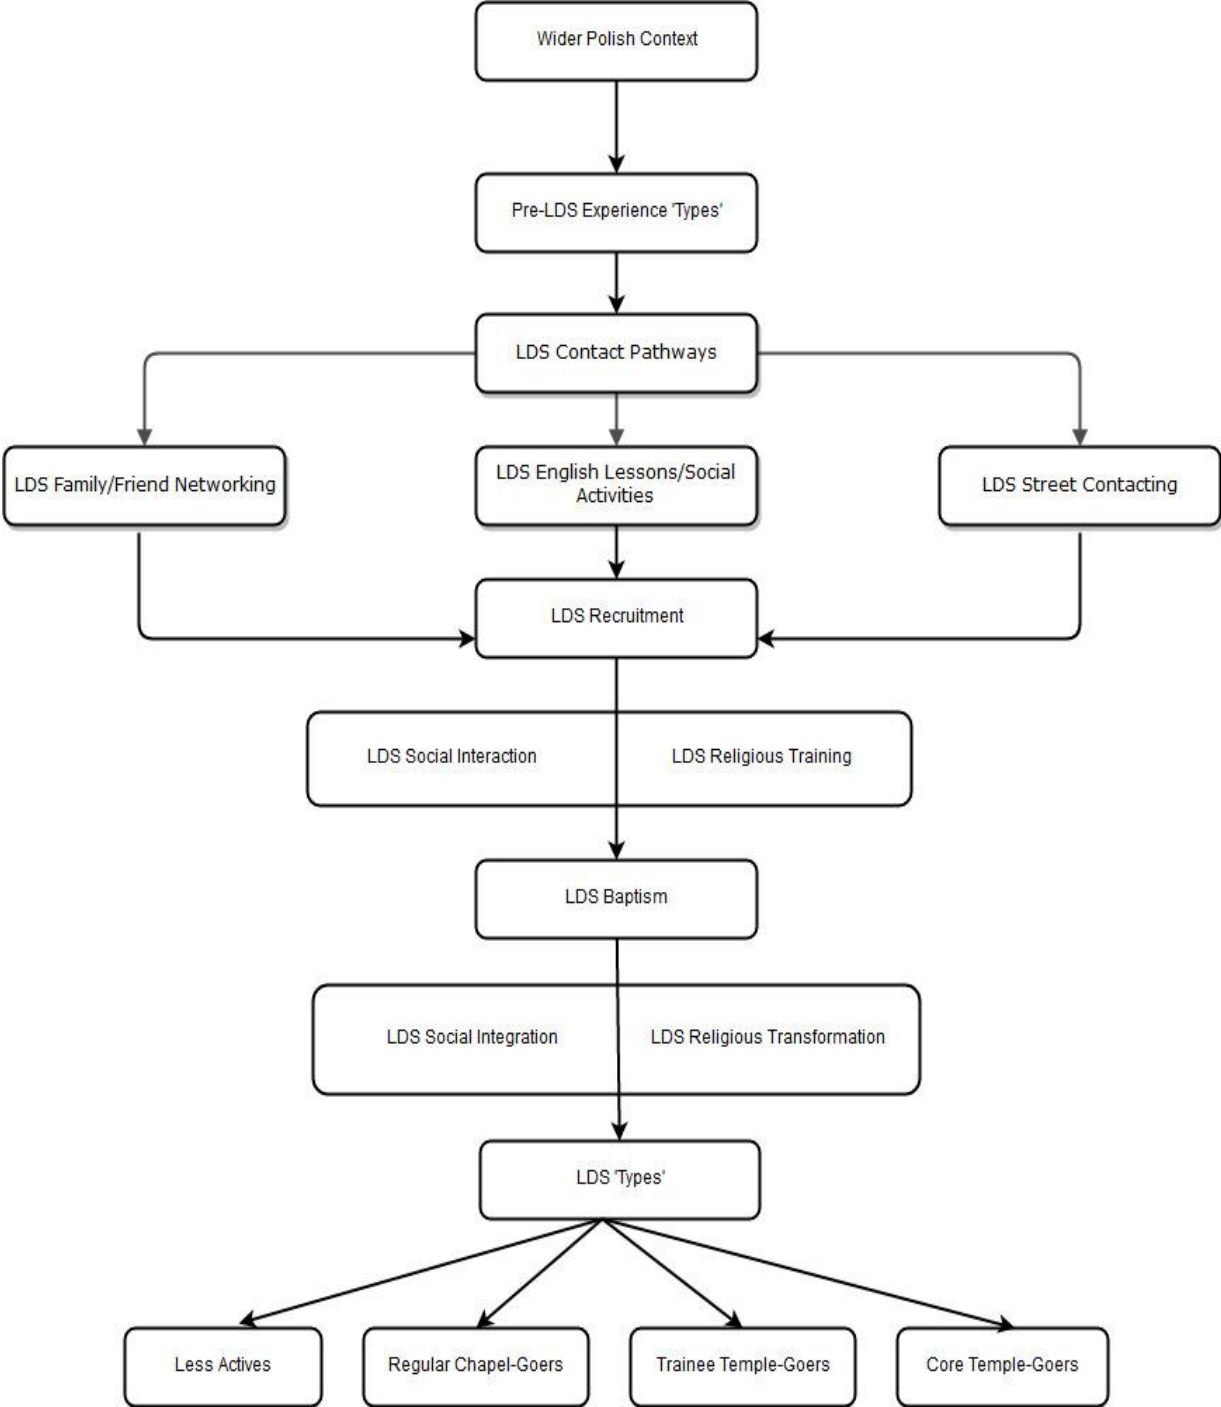 Wider Polish Context
Pre-LDS Experience 'Types'
LDS Contact Pathways
LDS Family/Friend Networking
LDS English Lessons/Social
Activities
LDS Street Contacting
LDS Recruitment
LDS Social Interaction
LDS Religious Training
LDS Baptism
LDS Social Integration
LDS Religious Transformation
LDS 'Types'
Less Actives
Regular Chapel-Goers
Trainee Temple-Goers
Core Temple-Goers